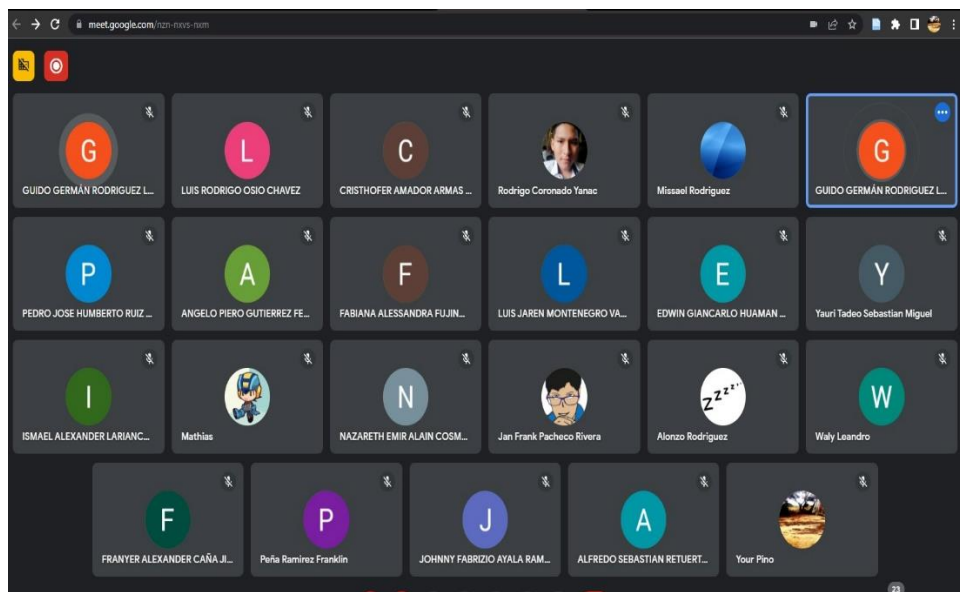 meet.google.com/nzn-nxvs-nxm
G
L
C
G
GUIDO GERMÁN RODRIGUEZ L...
LUIS RODRIGO OSIO CHAVEZ
CRISTHOFER AMADOR ARMAS ...
Rodrigo Coronado Yanac
Missael Rodriguez
GUIDO GERMÁN RODRIGUEZ L...
P
A
F
L
E
Y
PEDRO JOSE HUMBERTO RUIZ ...
ANGELO PIERO GUTIERREZ FE...
FABIANA ALESSANDRA FUJIN...
LUIS JAREN MONTENEGRO VA...
EDWIN GIANCARLO HUAMAN ...
Yauri Tadeo Sebastian Miguel
I
N
Zzzzz
W
ISMAEL ALEXANDER LARIANC...
Mathias
NAZARETH EMIR ALAIN COSM...
Jan Frank Pacheco Rivera
Alonzo Rodriguez
Waly Leandro
F
P
J
A
FRANYER ALEXANDER CAÑA JI...
Peña Ramirez Franklin
JOHNNY FABRIZIO AYALA RAM...
ALFREDO SEBASTIAN RETUERT...
Your Pino
23